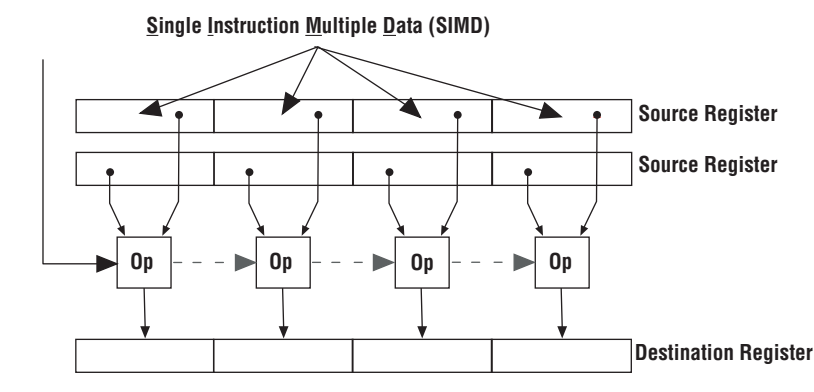 Single Instruction Multiple Data (SIMD)
Source Register
Source Register
Op Op Op Op
Destination Register